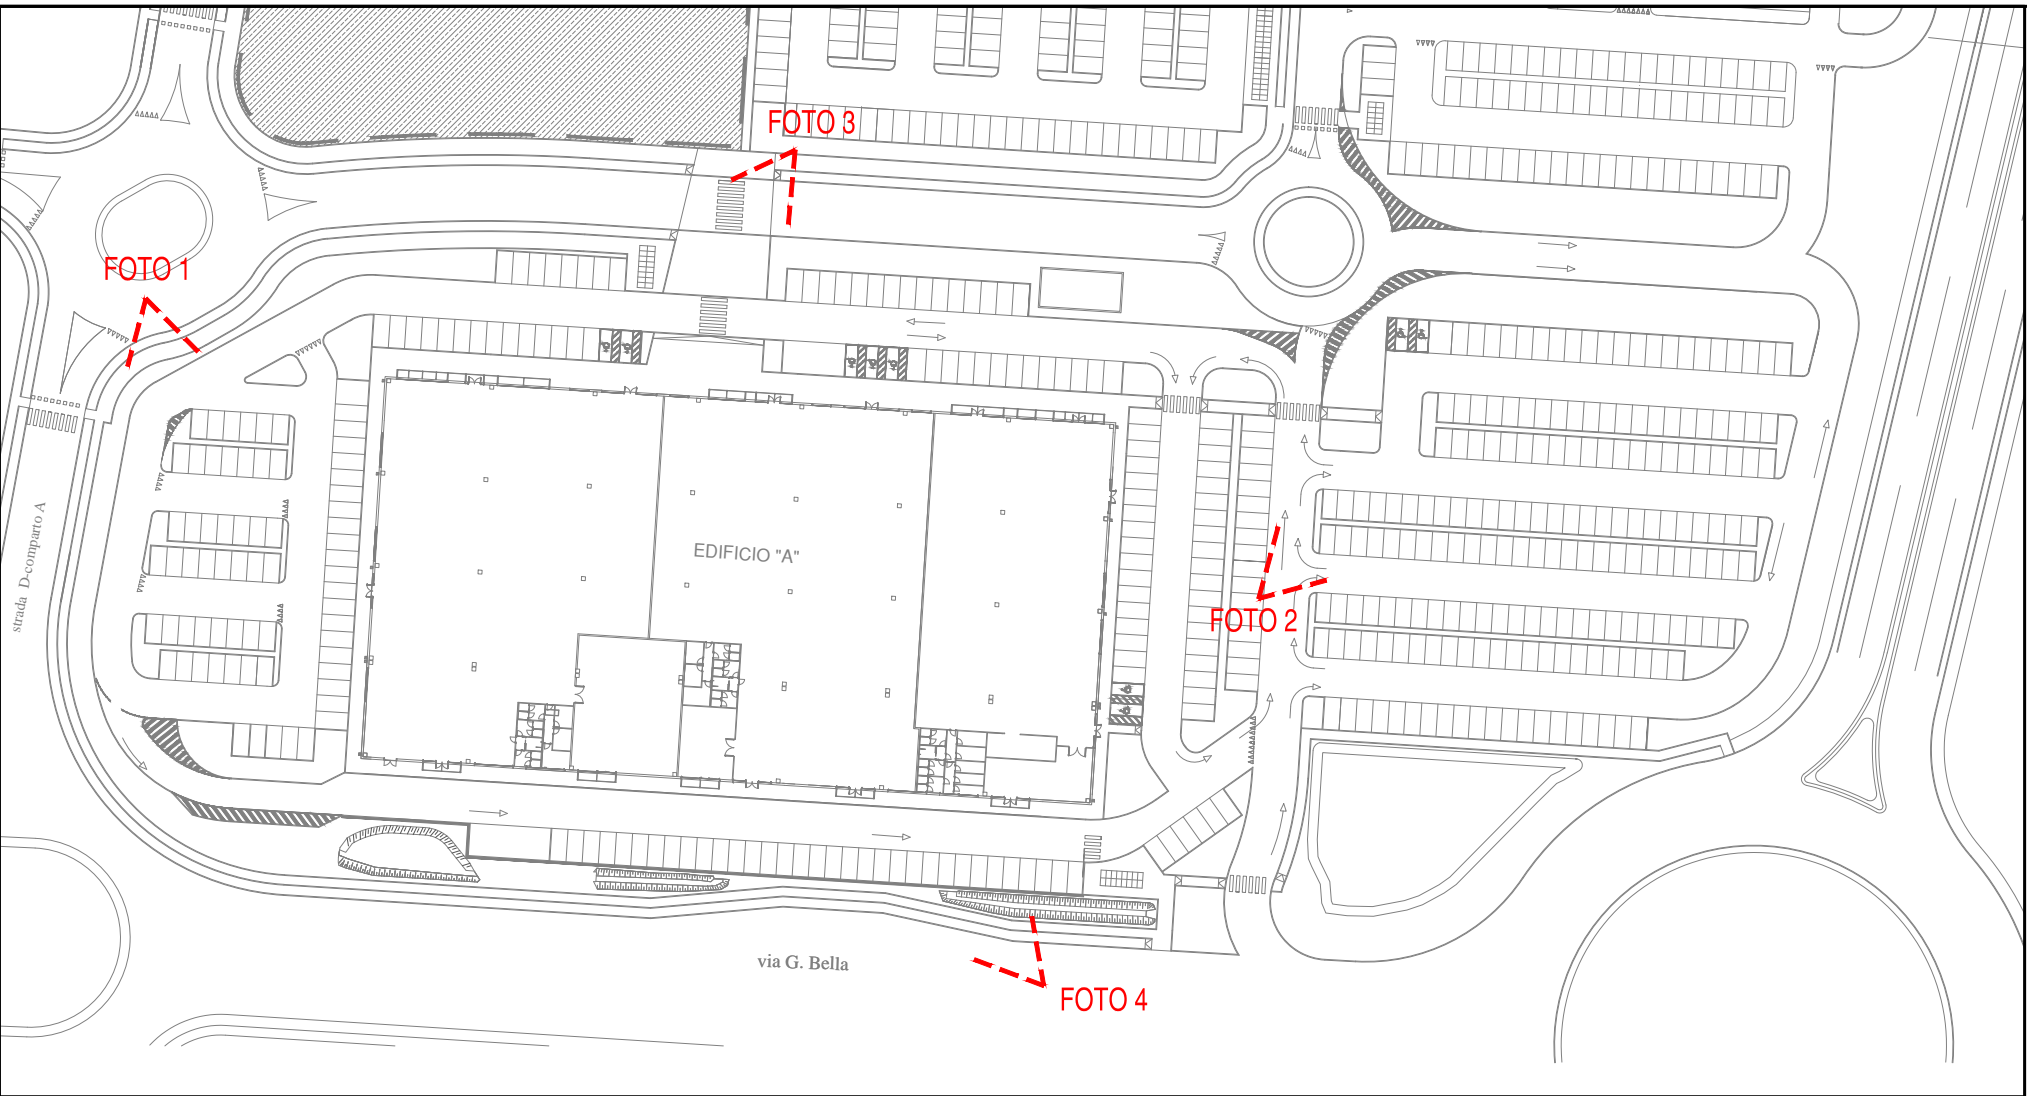 FOTO 3
FOTO 1
strada D-comparto A
EDIFICIO "A"
FOTO 2
via G. Bella
FOTO 4